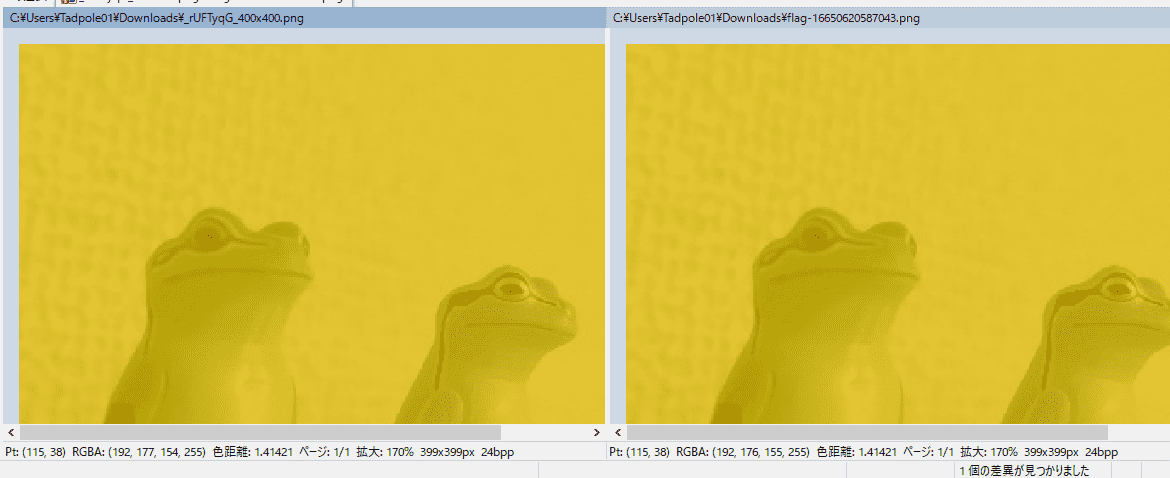 C:¥Users¥Tadpole01¥Downloads¥_rUFTyqG_400x400.png
C:¥Users¥Tadpole01¥Downloads¥flag-16650620587043.png
Pt: (115, 38) RGBA: (192, 177, 154, 255) 色距離: 1.41421 ページ: 1/1 拡大: 170% 399x399px 24bpp
Pt: (115, 38) RGBA: (192, 176, 155, 255) 色距離: 1.41421 ページ: 1/1 拡大: 170% 399x399px 24bpp
1 個の差異が見つかりました